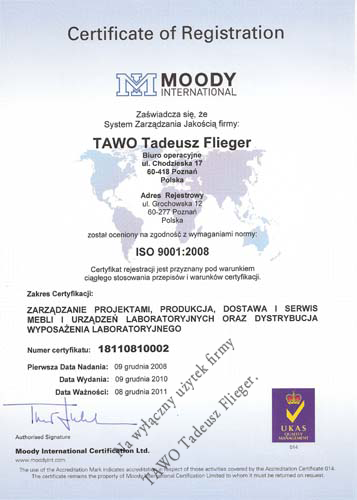 Certificate of Registration
MOODY
INTERNATIONAL
Zaświadcza się, że
System Zarządzania Jakością firmy:
TAWO Tadeusz Flieger
Biuro operacyjne
ul. Chodzieska 17
60-418 Poznań
Polska
Adres Rejestrowy
ul. Grochowska 12
60-277 Poznań
Polska
został oceniony na zgodność z wymaganiami normy:
ISO 9001:2008
Certyfikat rejestracji jest przyznany pod warunkiem
ciągłego stosowania przepisów i warunków certyfikacji.
Zakres Certyfikacji:
ZARZĄDZANIE PROJEKTAMI, PRODUKCJA, DOSTAWA I SERWIS
MEBLI I URZĄDZEŃ LABORATORYJNYCH ORAZ DYSTRYBUCJA
WYPOSAŻENIA LABORATORYJNEGO
Numer certyfikatu: 18110810002
Pierwsza Data Nadania: 09 grudnia 2008
Data Wydania: 09 grudnia 2010
Data Ważności: 08 grudnia 2011
Na wyłączny użytek firmy
TAWO Tadeusz Flieger.
Authorised Signature
Moody International Certification Ltd.
www.moodyint.com
UKAS
QUALITY
MANAGEMENT
014
The use of the Accreditation Mark indicates accreditation in respect of those activities covered by the Accreditation Certificate 014.
The certificate remains the property of Moody International Certification Ltd to whom it must be returned on request.